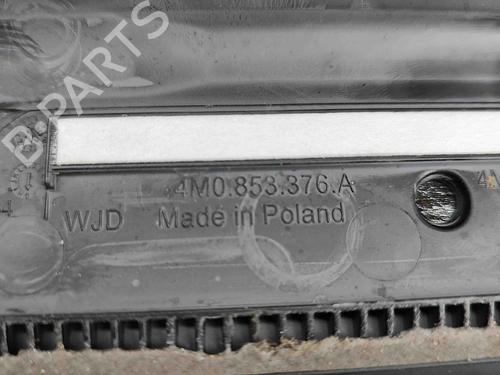 B-PARTS
4M0.853.376.A
WJD Made in Poland